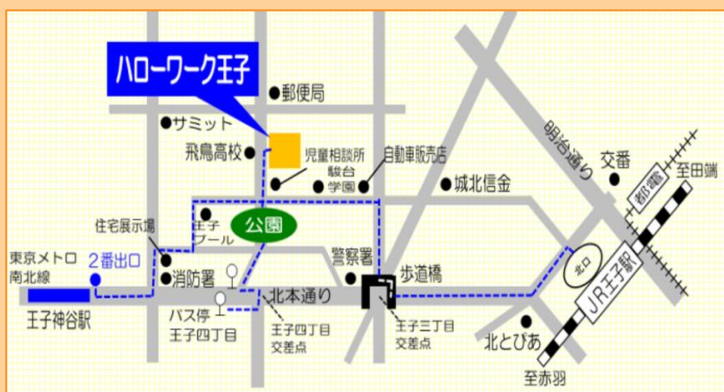 ハローワーク王子
郵便局
サミット
飛鳥高校
児童相談所
駿台
学園
自動車販売店
城北信金
明治通り
交番
至田端
都電
住宅展示場
王子
プール
公園
東京メトロ
南北線
2番出口
消防署
警察署
歩道橋
北口
JR王子駅
北本通り
王子神谷駅
バス停
王子四丁目
王子四丁目
交差点
王子三丁目
交差点
北とぴあ
至赤羽